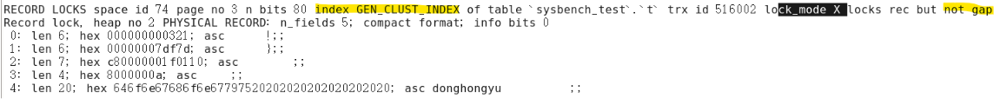 RECORD LOCKS space id 74 page no 3 n bits 80 index GEN_CLUST_INDEX of table `sysbench_test`.`t` trx id 516002 lock_mode X locks rec but not gap
Record lock, heap no 2 PHYSICAL RECORD: n_fields 5; compact format; info bits 0
0: len 6; hex 000000000321; asc !;;
1: len 6; hex 00000007df7d; asc };;
2: len 7; hex c80000001f0110; asc ;;
3: len 4; hex 8000000a; asc ;;
4: len 20; hex 646f6e67686f6e67797520202020202020202020; asc donghongyu ;;